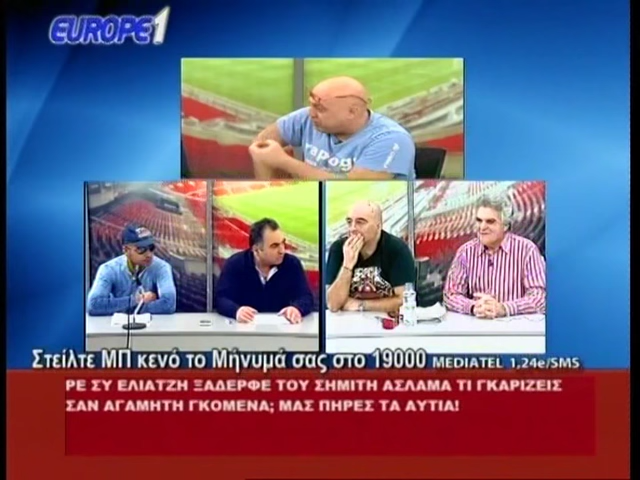 EUROPE1
rapog
Στείλτε ΜΠ κενό το Μήνυμά σας στο 19000 MEDIATEL 1,24e/SMS
ΡΕ ΣΥ ΕΛΙΑΤΖΗ ΞΑΔΕΡΦΕ ΤΟΥ ΣΗΜΙΤΗ ΑΣΛΑΜΑ ΤΙ ΓΚΑΡΙΖΕΙΣ
ΣΑΝ ΑΓΑΜΗΤΗ ΓΚΟΜΕΝΑ; ΜΑΣ ΠΗΡΕΣ ΤΑ ΑΥΤΙΑ!